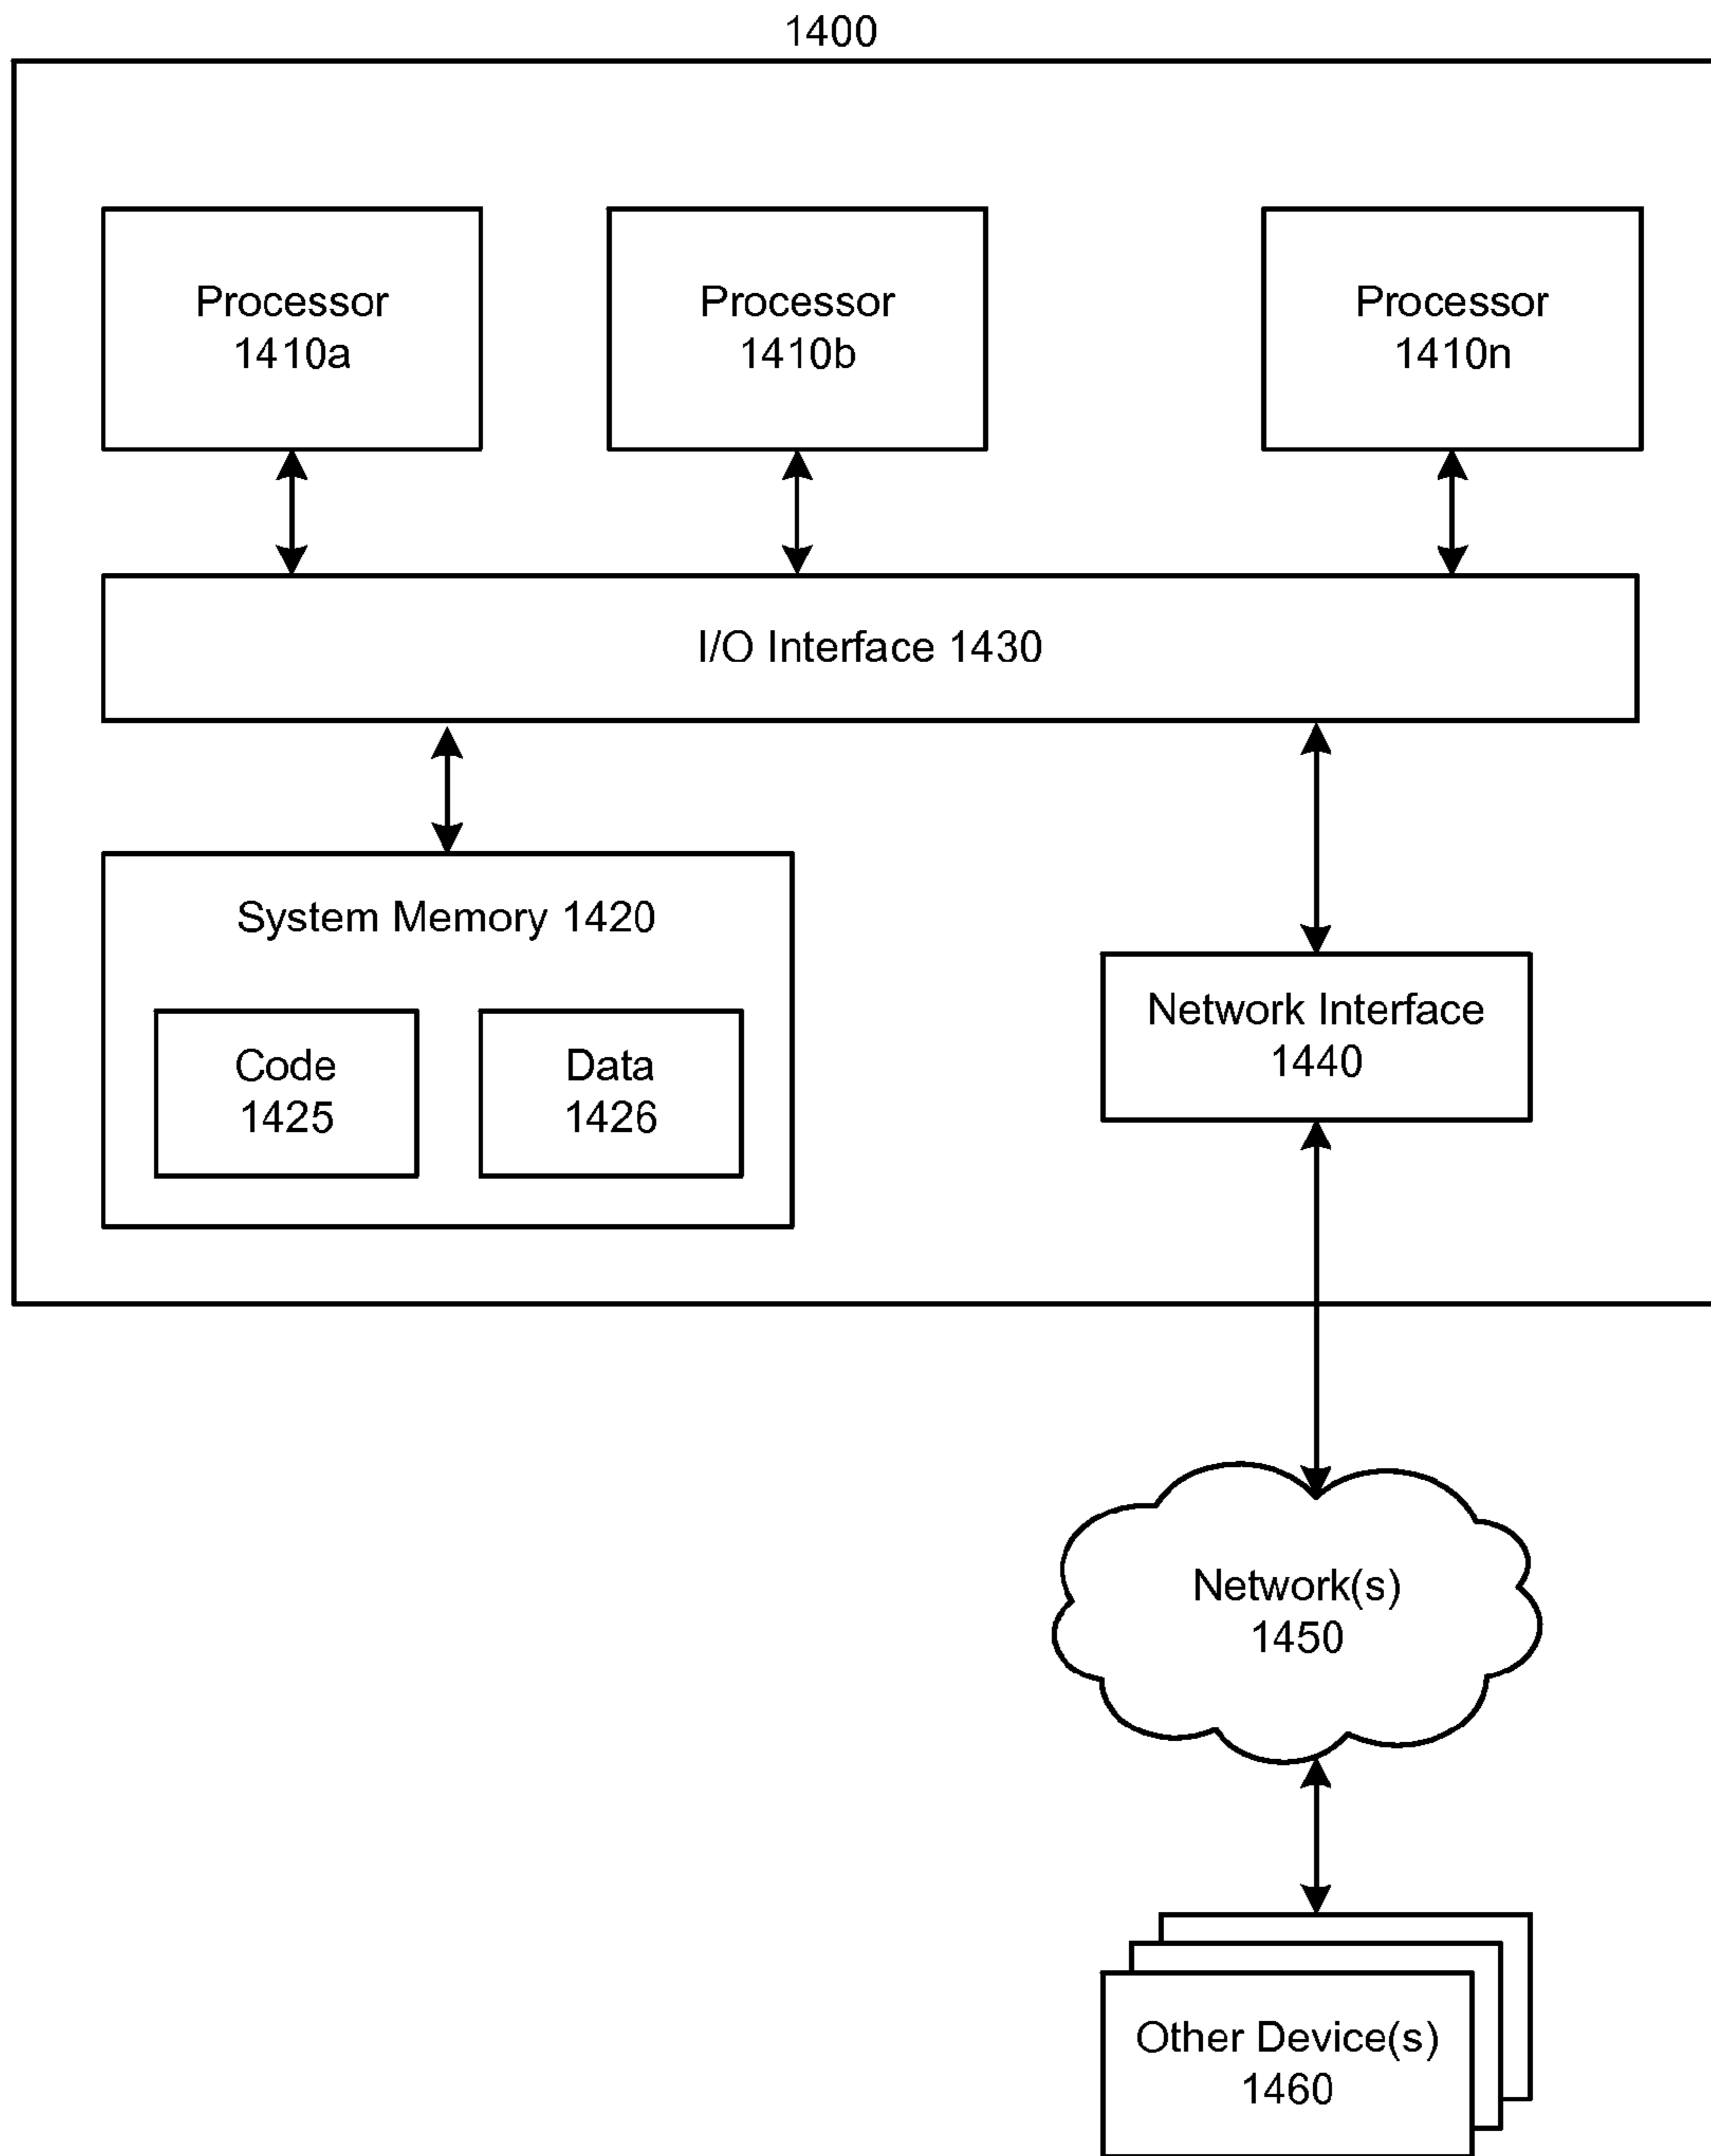 1400
Processor
1410a
Processor
1410b
Processor
1410n
I/O Interface 1430
System Memory 1420
Code
1425
Data
1426
Network Interface
1440
Network(s)
1450
Other Device(s)
1460